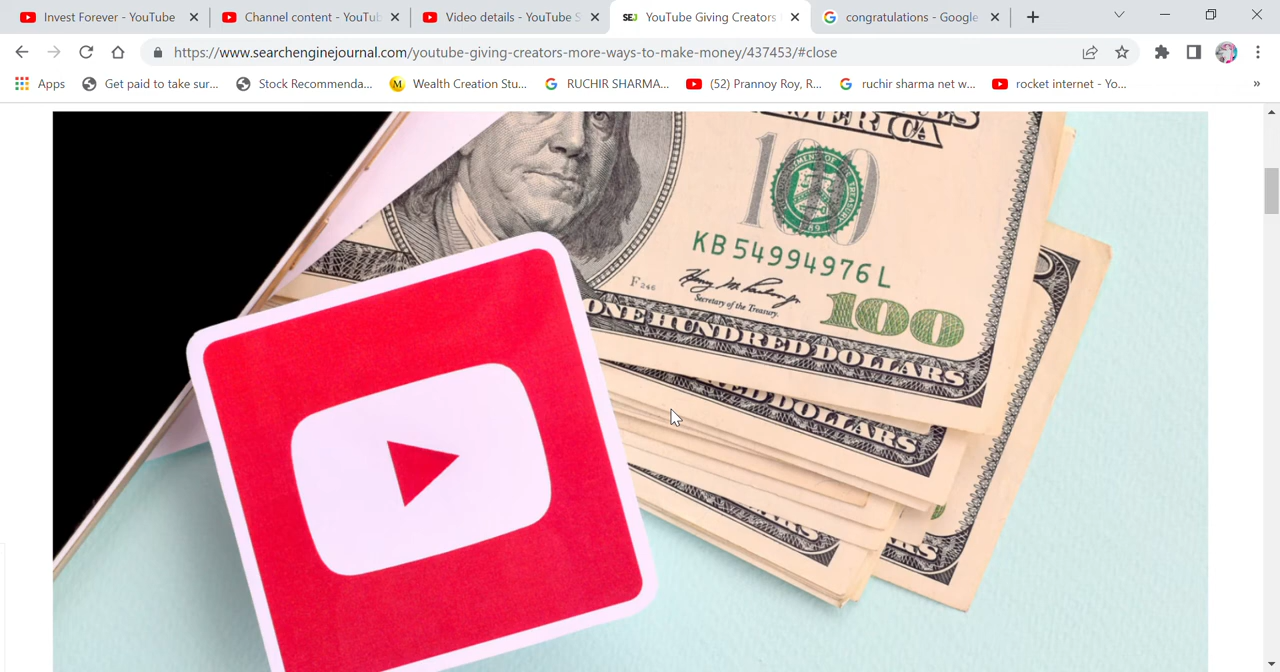 Invest Forever - YouTube
Channel content - YouTub
Video details - YouTube S
SEJ YouTube Giving Creators
congratulations - Google
https://www.searchenginejournal.com/youtube-giving-creators-more-ways-to-make-money/437453/#close
Apps
Get paid to take sur...
Stock Recommenda...
M Wealth Creation Stu...
RUCHIR SHARMA...
(52) Prannoy Roy, R...
ruchir sharma net w...
rocket internet - Yo...
»
AMERICA
100
KB 54994976 L
F 246
Secretary of the Treasury.
100
ONE HUNDRED DOLLARS
DOLLARS